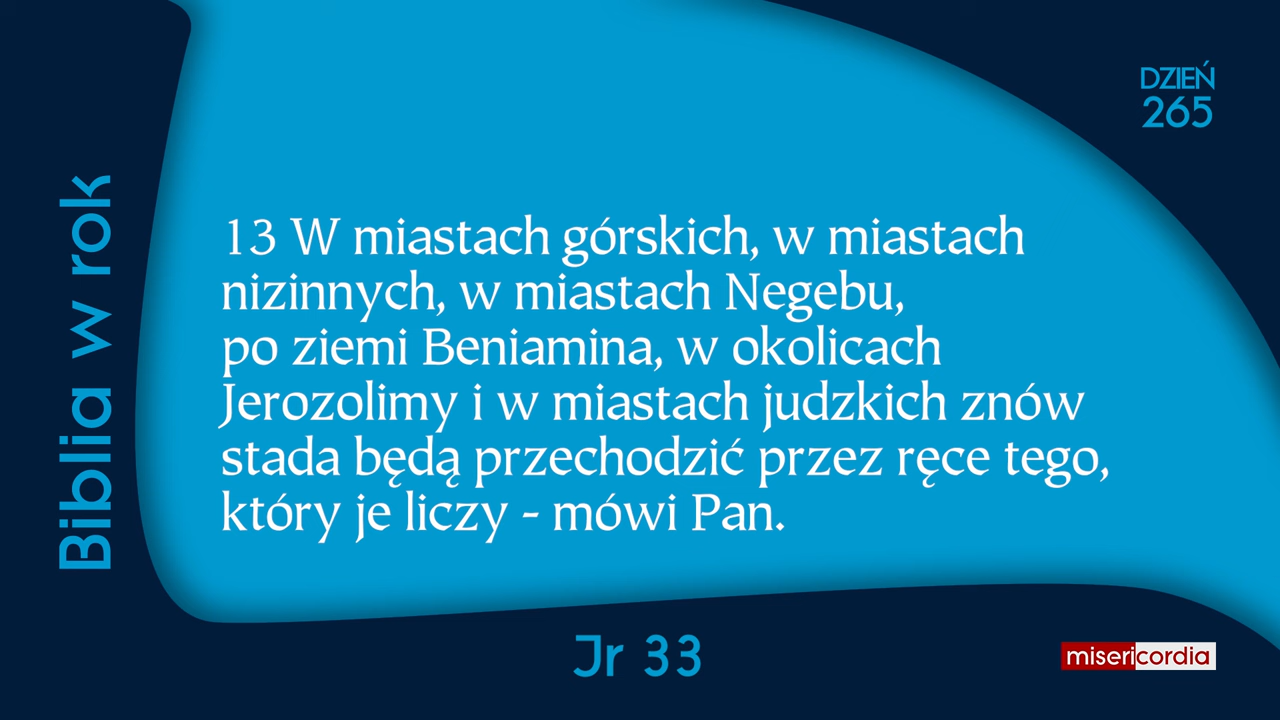 DZIEŃ
265
Biblia w rok
13 W miastach górskich, w miastach
nizinnych, w miastach Negebu,
po ziemi Beniamina, w okolicach
Jerozolimy i w miastach judzkich znów
stada będą przechodzić przez ręce tego,
który je liczy - mówi Pan.
Jr 33
misericordia